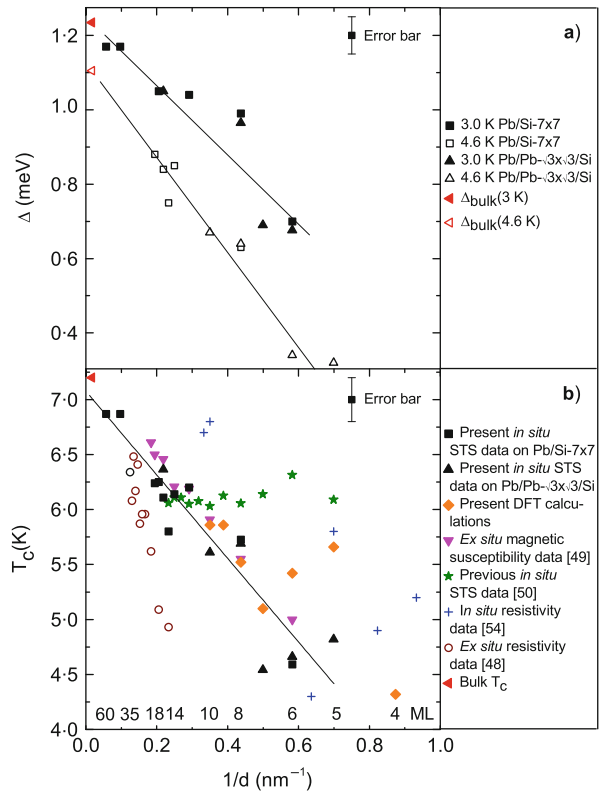 a)
1·2
1·0
0·8
0·6
0·4
Δ (meV)
Error bar
3.0 K Pb/Si-7x7
4.6 K Pb/Si-7x7
3.0 K Pb/Pb-√3x√3/Si
4.6 K Pb/Pb-√3x√3/Si
Δbulk(3 K)
Δbulk(4.6 K)
b)
7·0
6·5
6·0
5·5
5·0
4·5
4·0
TC(K)
Error bar
Present in situ
STS data on Pb/Si-7x7
Present in situ STS
data on Pb/Pb-√3x√3/Si
Present DFT calcu-
lations
Ex situ magnetic
susceptibility data [49]
Previous in situ
STS data [50]
In situ resistivity
data [54]
Ex situ resistivity
data [48]
Bulk TC
60 35 18 14 10 8 6 5 4 ML
0·0 0·2 0·4 0·6 0·8 1.0
1/d (nm⁻¹)